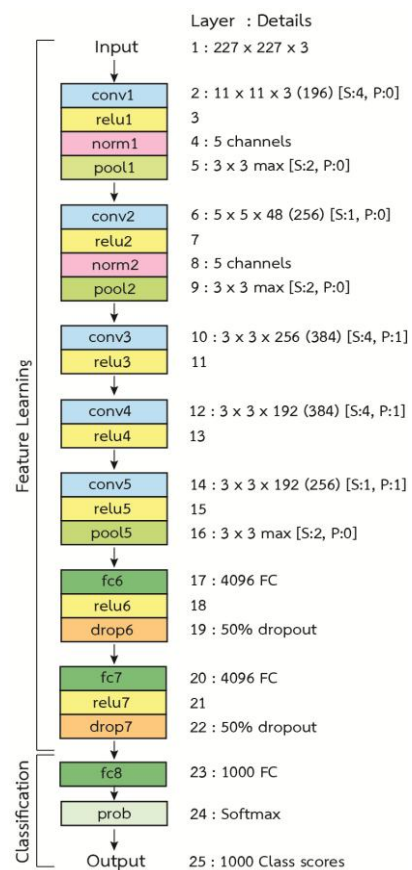 Layer : Details
Input 1 : 227 x 227 x 3
conv1 2 : 11 x 11 x 3 (196) [S:4, P:0]
relu1 3
norm1 4 : 5 channels
pool1 5 : 3 x 3 max [S:2, P:0]
conv2 6 : 5 x 5 x 48 (256) [S:1, P:0]
relu2 7
norm2 8 : 5 channels
pool2 9 : 3 x 3 max [S:2, P:0]
conv3 10 : 3 x 3 x 256 (384) [S:4, P:1]
relu3 11
conv4 12 : 3 x 3 x 192 (384) [S:4, P:1]
relu4 13
conv5 14 : 3 x 3 x 192 (256) [S:1, P:1]
relu5 15
pool5 16 : 3 x 3 max [S:2, P:0]
fc6 17 : 4096 FC
relu6 18
drop6 19 : 50% dropout
fc7 20 : 4096 FC
relu7 21
drop7 22 : 50% dropout
Feature Learning
fc8 23 : 1000 FC
prob 24 : Softmax
Output 25 : 1000 Class scores
Classification